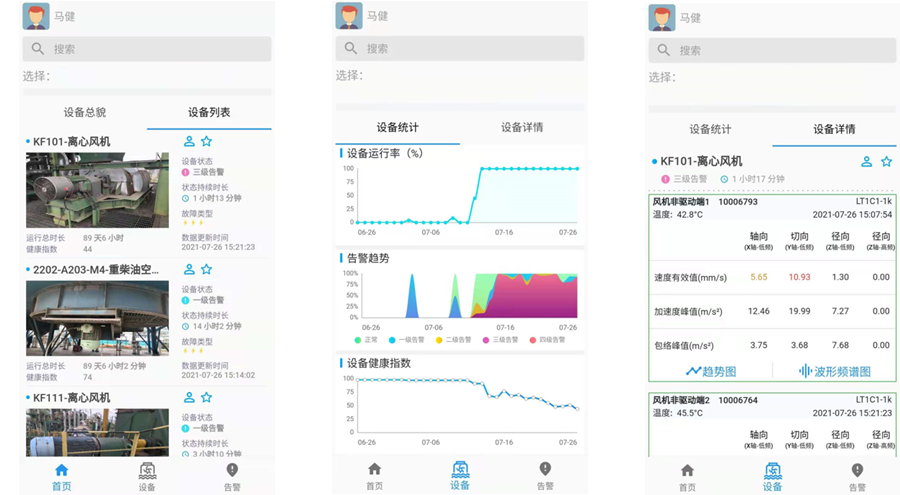 马健
搜索
选择：
设备总貌 设备列表
KF101-离心风机
设备状态
三级告警
状态持续时长
1 小时13 分钟
故障类型
运行总时长 89 天6 小时
健康指数 44
数据更新时间
2021-07-26 15:21:23
2202-A203-M4-重柴油空...
设备状态
一级告警
状态持续时长
14 小时2 分钟
故障类型
运行总时长 89 天6 小时2 分钟
健康指数 74
数据更新时间
2021-07-26 15:14:02
KF111-离心风机
设备状态
一级告警
状态持续时长
3 小时10 分钟
首页 设备 告警
马健
搜索
选择：
设备统计 设备详情
设备运行率（%）
100
75
50
25
0
06-26 07-06 07-16 07-26
告警趋势
100%
75%
50%
25%
0%
06-26 07-06 07-16 07-26
正常 一级告警 二级告警 三级告警 四级告警
设备健康指数
100
75
50
25
0
06-26 07-06 07-16 07-26
首页 设备 告警
马健
搜索
选择：
设备统计 设备详情
KF101-离心风机
三级告警 1 小时17 分钟
风机非驱动端1 10006793 LT1C1-1k
温度: 42.8°C 2021-07-26 15:07:54
轴向 切向 径向 径向
(X轴-低频) (Y轴-低频) (Z轴-低频) (Z轴-高频)
速度有效值(mm/s) 5.65 10.93 1.30 0.00
加速度峰值(m/s²) 12.46 19.99 7.27 0.00
包络峰值(m/s²) 3.75 3.68 7.68 0.00
趋势图 波形频谱图
风机非驱动端2 10006764 LT1C1-1k
温度: 45.5°C 2021-07-26 15:21:23
轴向 切向 径向 径向
(X轴-低频) (Y轴-低频) (Z轴-低频) (Z轴-高频)
首页 设备 告警